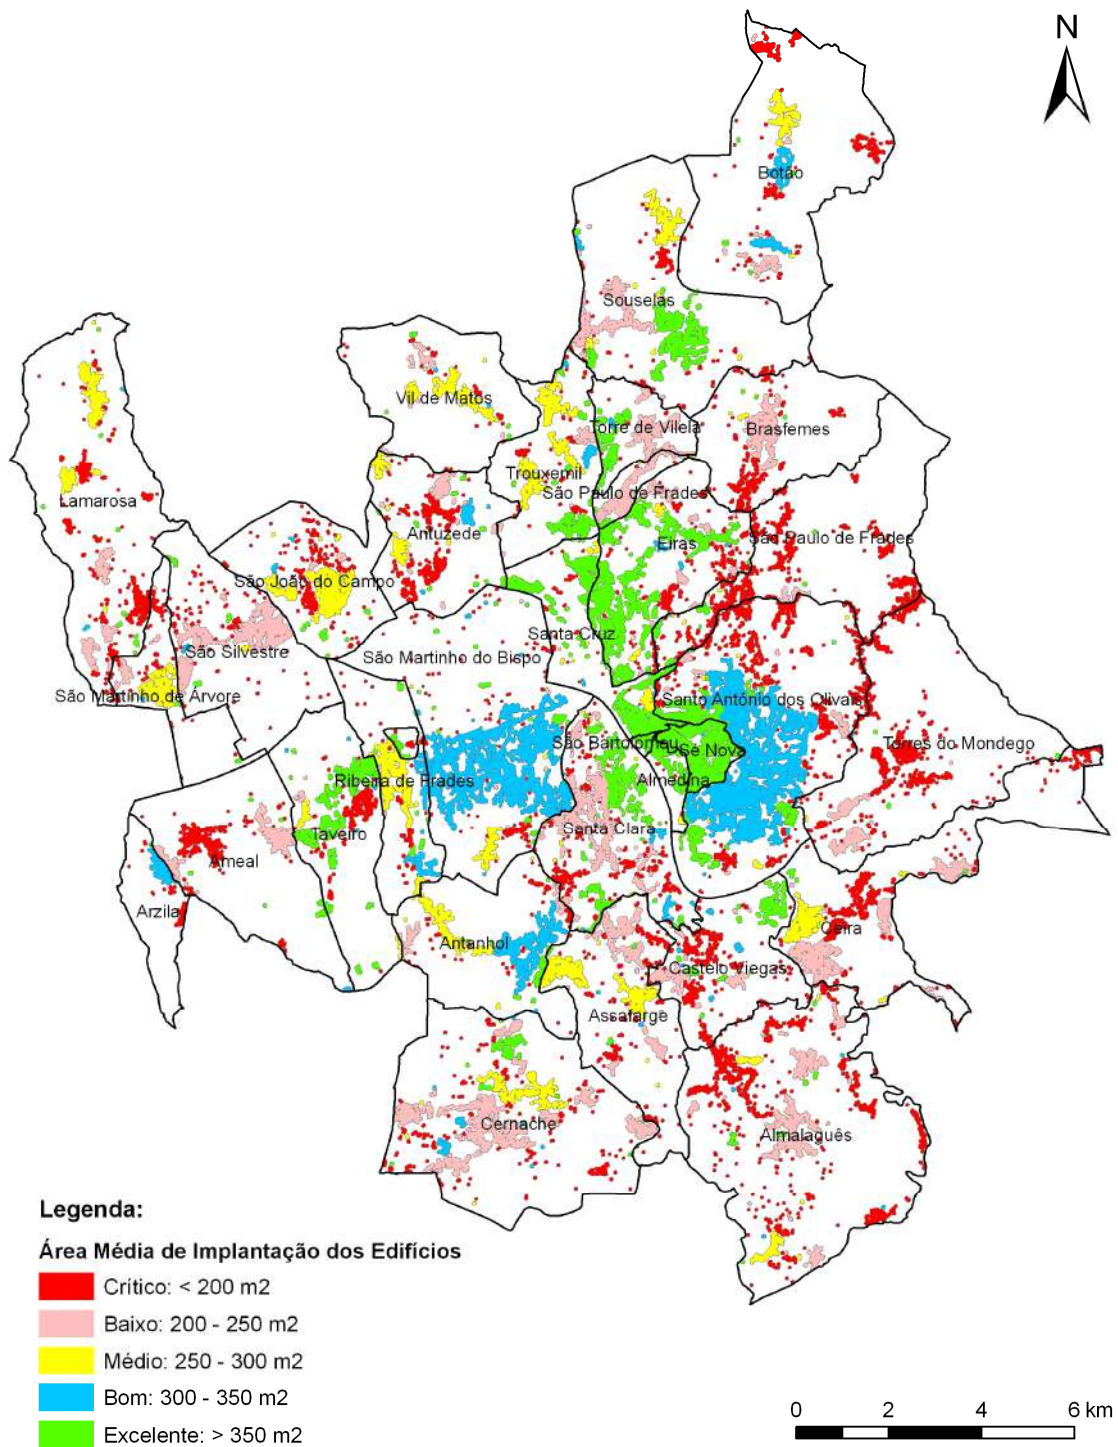 N
Botão
Souselas
Vil de Matos
Torre de Vilela
Brasfemes
Trouxemil
São Paulo de Frades
Lamarosa
Antuzede
Eiras
São Paulo de Frades
São João do Campo
Santa Cruz
São Silvestre
São Martinho do Bispo
São Martinho de Árvore
Santo António dos Olivais
São Bartolomeu
Sé Nova
Torres do Mondego
Ribeira de Frades
Almedina
Taveiro
Santa Clara
Ameal
Arzila
Antanhol
Ceira
Castelo Viegas
Assafarge
Cernache
Almalaguês
Legenda:
Área Média de Implantação dos Edifícios
Crítico: < 200 m2
Baixo: 200 - 250 m2
Médio: 250 - 300 m2
Bom: 300 - 350 m2
Excelente: > 350 m2
0 2 4 6 km